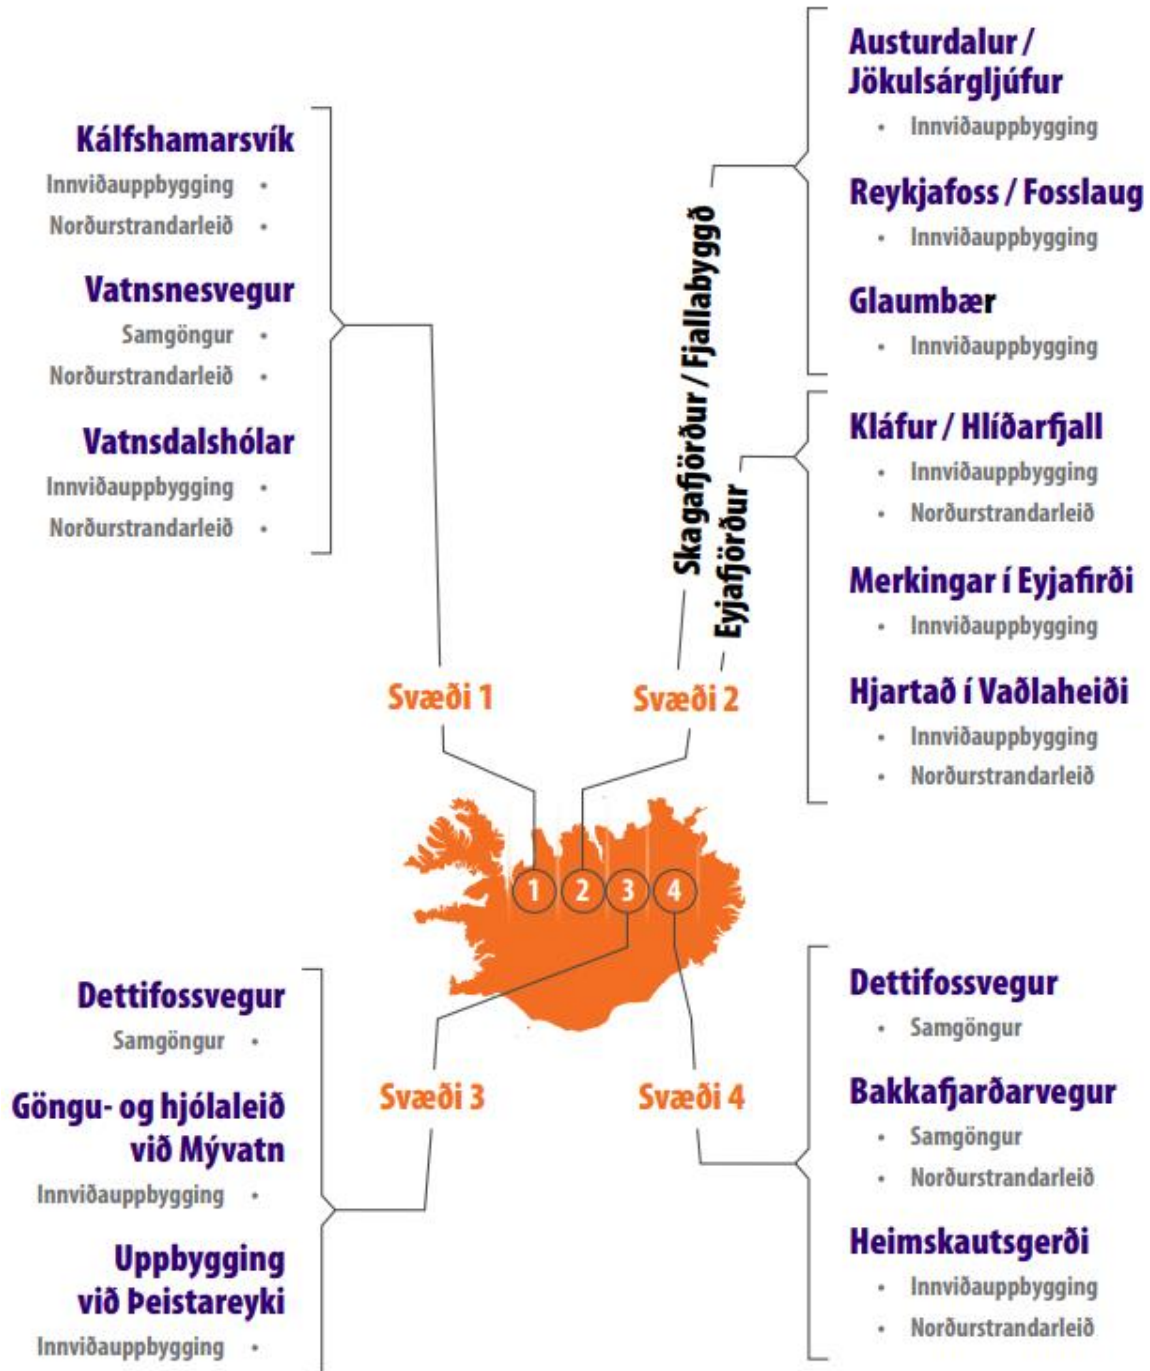 Kálfshamarsvík
Innviðauppbygging •
Norðurstrandarleið •
Vatnsnesvegur
Samgöngur •
Norðurstrandarleið •
Vatnsdalshólar
Innviðauppbygging •
Norðurstrandarleið •
Svæði 1
Skagafjörður / Fjallabyggð
Eyjafjörður
Svæði 2
Austurdalur /
Jökulsárgljúfur
• Innviðauppbygging
Reykjafoss / Fosslaug
• Innviðauppbygging
Glaumbær
• Innviðauppbygging
Kláfur / Hlíðarfjall
• Innviðauppbygging
• Norðurstrandarleið
Merkingar í Eyjafirði
• Innviðauppbygging
Hjartað í Vaðlaheiði
• Innviðauppbygging
• Norðurstrandarleið
1 2 3 4
Dettifossvegur
Samgöngur •
Göngu- og hjólaleið
við Mývatn
Innviðauppbygging •
Uppbygging
við Þeistareyki
Innviðauppbygging •
Svæði 3
Svæði 4
Dettifossvegur
• Samgöngur
Bakkafjarðarvegur
• Samgöngur
• Norðurstrandarleið
Heimskautsgerði
• Innviðauppbygging
• Norðurstrandarleið